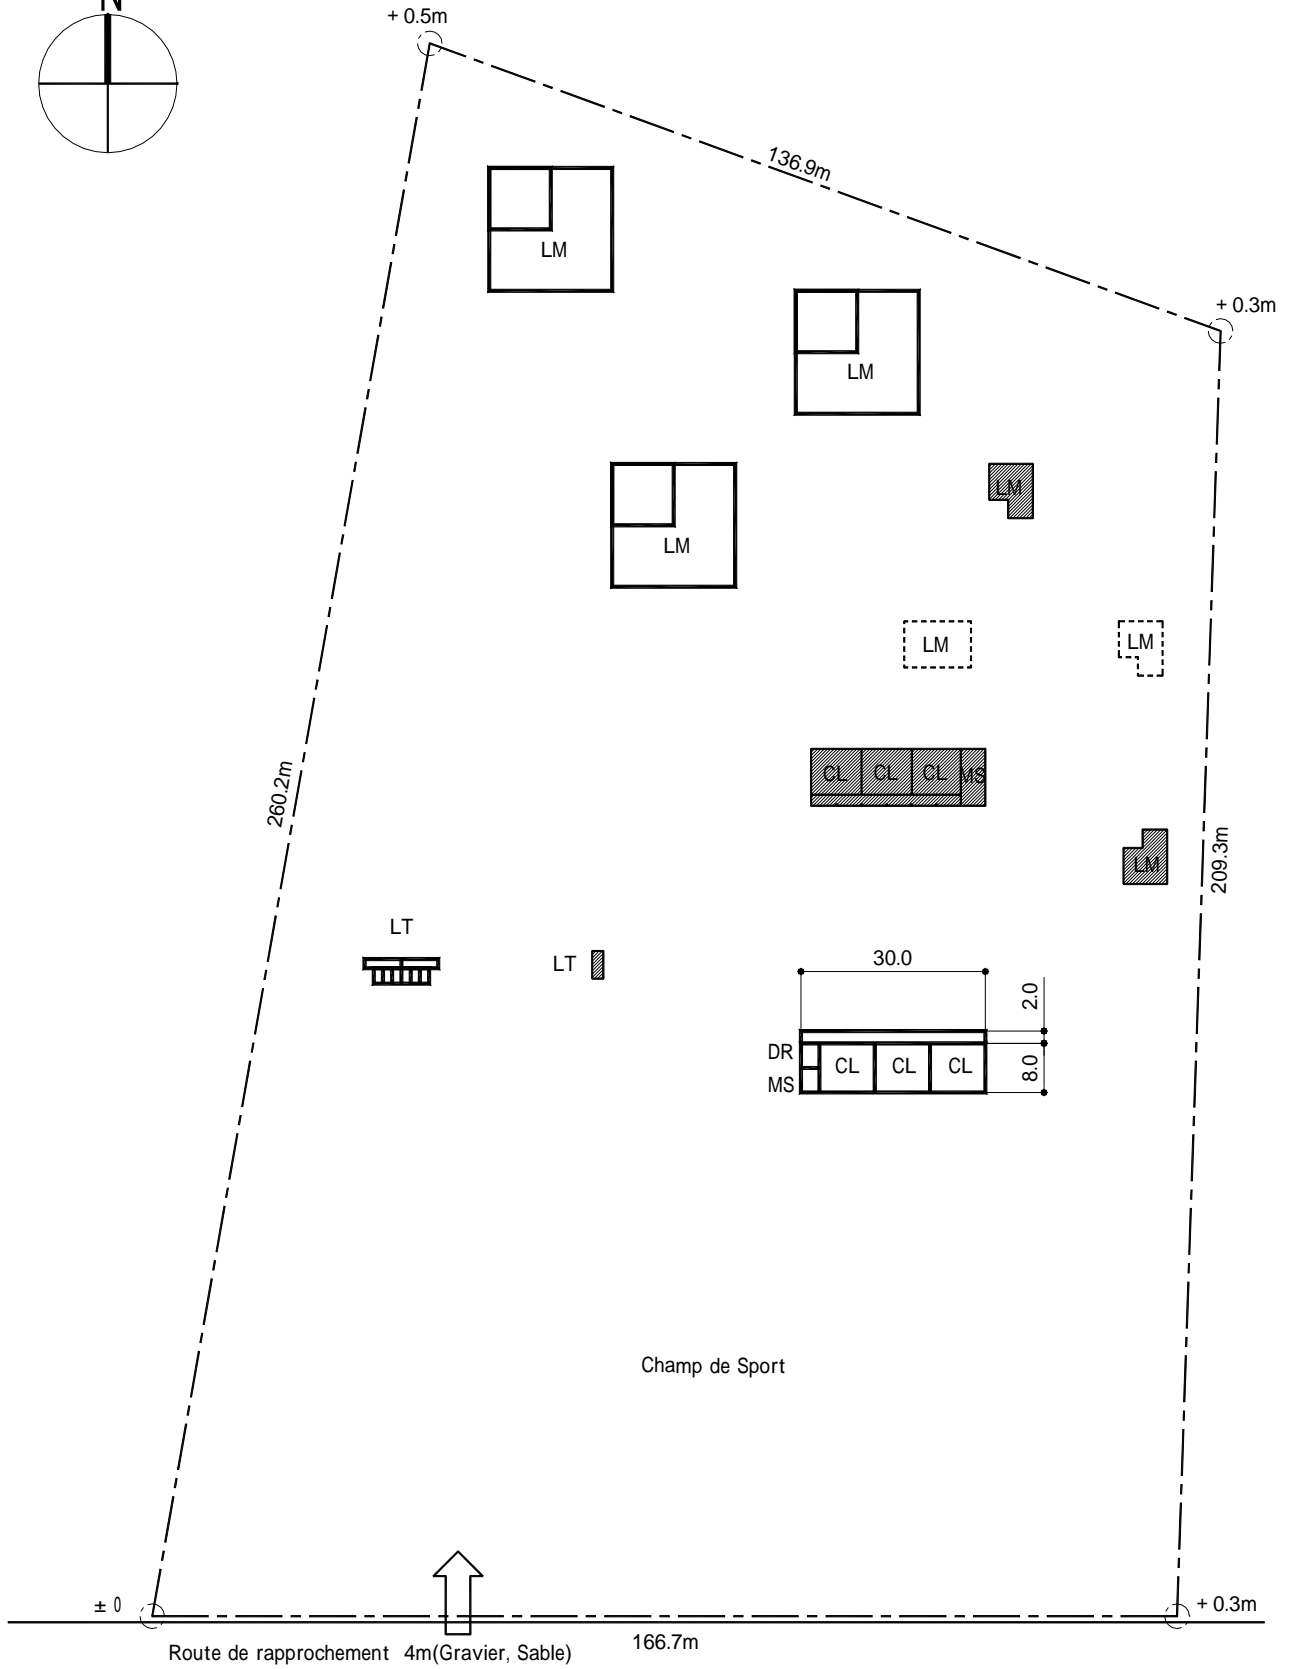 N
+ 0.5m
136.9m
+ 0.3m
LM
LM
LM
LM
LM
LM
260.2m
CL CL CL MS
209.3m
LM
LT
LT
30.0
2.0
DR
MS
CL CL CL
8.0
Champ de Sport
± 0
+ 0.3m
Route de rapprochement 4m(Gravier, Sable)
166.7m